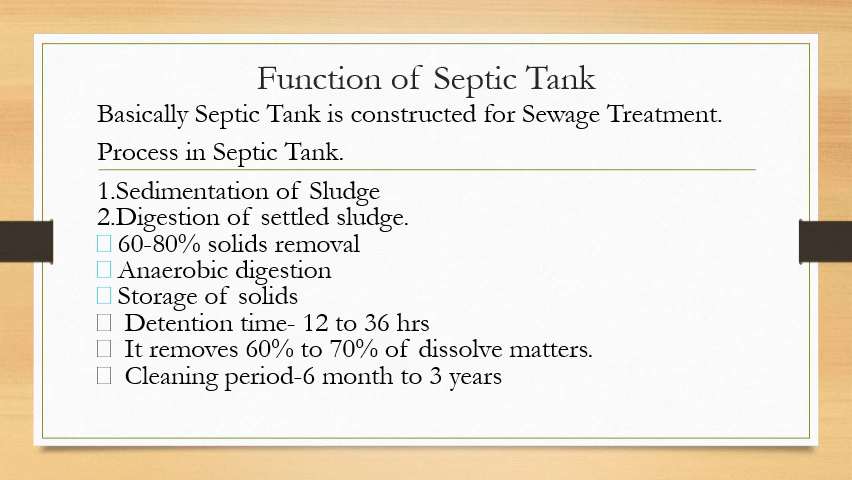 Function of Septic Tank
Basically Septic Tank is constructed for Sewage Treatment.
Process in Septic Tank.
1.Sedimentation of Sludge
2.Digestion of settled sludge.
□ 60-80% solids removal
□ Anaerobic digestion
□ Storage of solids
□ Detention time- 12 to 36 hrs
□ It removes 60% to 70% of dissolve matters.
□ Cleaning period-6 month to 3 years